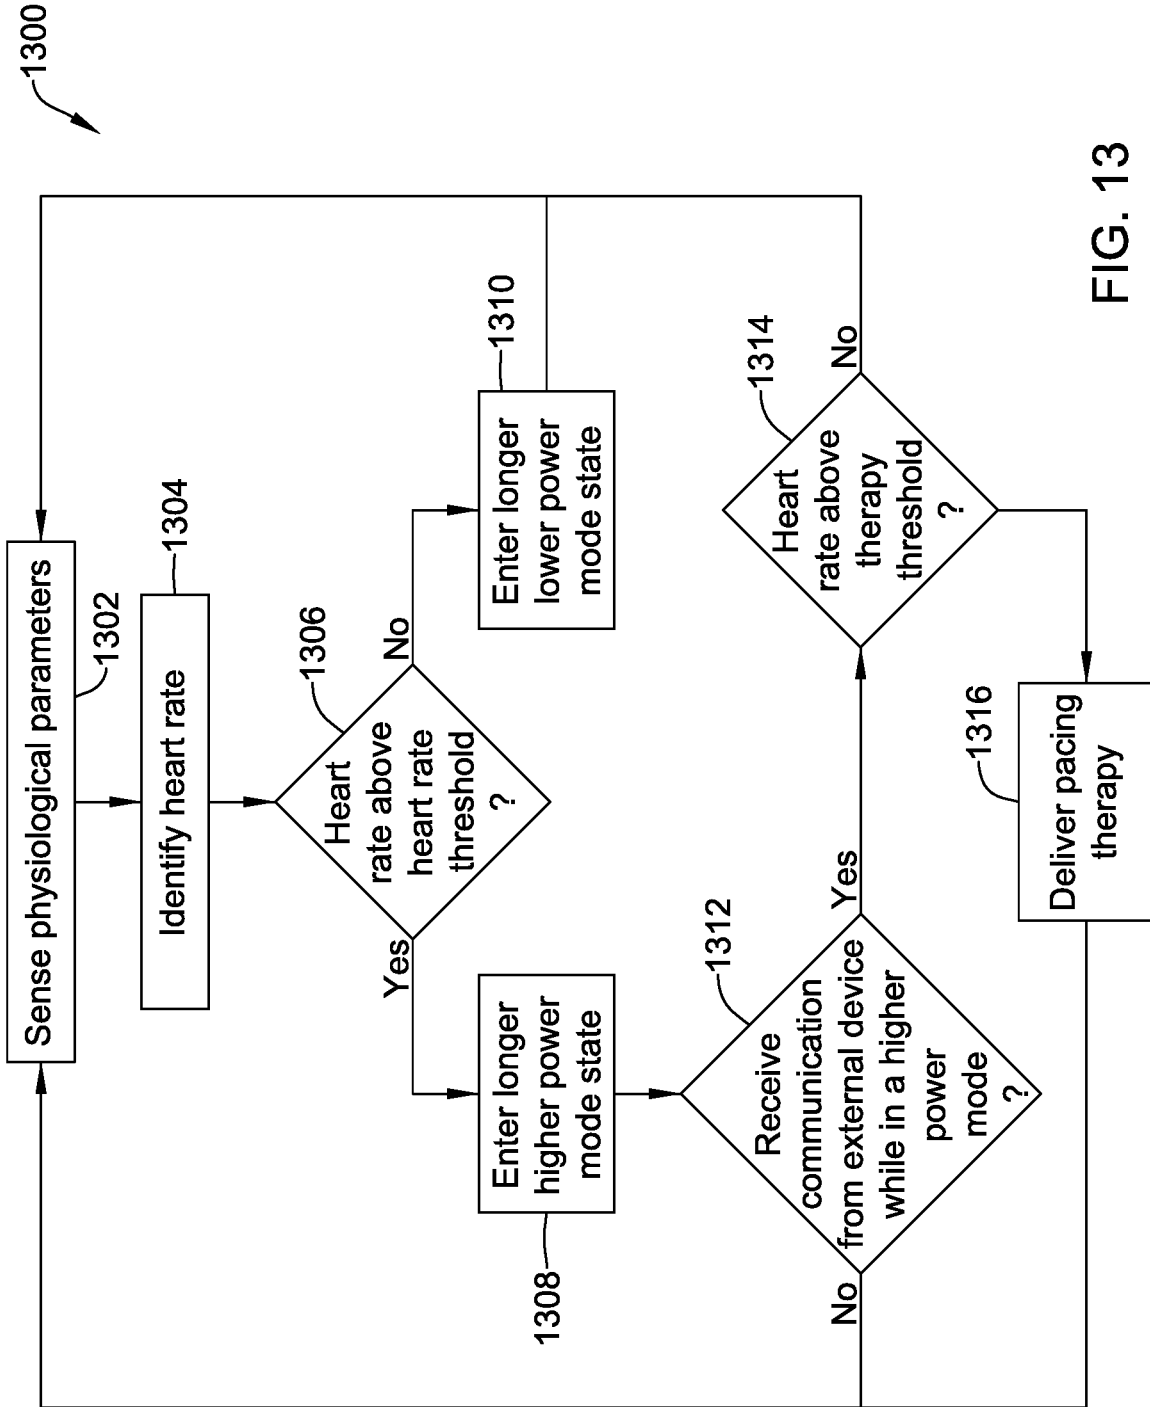 1300
Sense physiological parameters
1302
Identify heart rate
1304
Heart
rate above
heart rate
threshold
?
1306
Yes
No
Enter longer
higher power
mode state
1308
Enter longer
lower power
mode state
1310
Receive
communication
from external device
while in a higher
power
mode
?
1312
No
Yes
Heart
rate above
therapy
threshold
?
1314
No
Deliver pacing
therapy
1316
FIG. 13